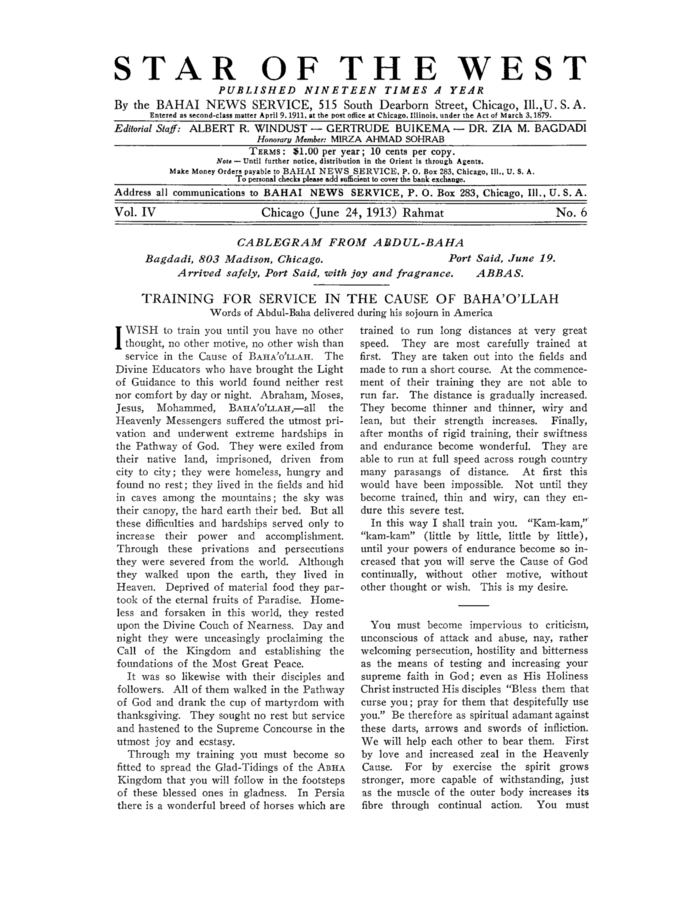 STAR OF THE WEST
PUBLISHED NINETEEN TIMES A YEAR
By the BAHAI NEWS SERVICE, 515 South Dearborn Street, Chicago, Ill., U. S. A.
Entered as second-class matter April 9, 1911, at the post office at Chicago, Illinois, under the Act of March 3, 1879.
Editorial Staff: ALBERT R. WINDUST — GERTRUDE BUIKEMA — DR. ZIA M. BAGDADI
Honorary Member: MIRZA AHMAD SOHRAB
TERMS: $1.00 per year; 10 cents per copy.
Note — Until further notice, distribution in the Orient is through Agents.
Make Money Orders payable to BAHAI NEWS SERVICE, P. O. Box 283, Chicago, Ill., U. S. A.
To personal checks please add sufficient to cover the bank exchange.
Address all communications to BAHAI NEWS SERVICE, P. O. Box 283, Chicago, Ill., U. S. A.
Vol. IV Chicago (June 24, 1913) Rahmat No. 6
CABLEGRAM FROM ABDUL-BAHA
Bagdadi, 803 Madison, Chicago. Port Said, June 19.
Arrived safely, Port Said, with joy and fragrance. ABBAS.
TRAINING FOR SERVICE IN THE CAUSE OF BAHA'O'LLAH
Words of Abdul-Baha delivered during his sojourn in America
I WISH to train you until you have no other
thought, no other motive, no other wish than
service in the Cause of BAHA'O'LLAH. The
Divine Educators who have brought the Light
of Guidance to this world found neither rest
nor comfort by day or night. Abraham, Moses,
Jesus, Mohammed, BAHA'O'LLAH,—all the
Heavenly Messengers suffered the utmost pri-
vation and underwent extreme hardships in
the Pathway of God. They were exiled from
their native land, imprisoned, driven from
city to city; they were homeless, hungry and
found no rest; they lived in the fields and hid
in caves among the mountains; the sky was
their canopy, the hard earth their bed. But all
these difficulties and hardships served only to
increase their power and accomplishment.
Through these privations and persecutions
they were severed from the world. Although
they walked upon the earth, they lived in
Heaven. Deprived of material food they par-
took of the eternal fruits of Paradise. Home-
less and forsaken in this world, they rested
upon the Divine Couch of Nearness. Day and
night they were unceasingly proclaiming the
Call of the Kingdom and establishing the
foundations of the Most Great Peace.
It was so likewise with their disciples and
followers. All of them walked in the Pathway
of God and drank the cup of martyrdom with
thanksgiving. They sought no rest but service
and hastened to the Supreme Concourse in the
utmost joy and ecstasy.
Through my training you must become so
fitted to spread the Glad-Tidings of the ABHA
Kingdom that you will follow in the footsteps
of these blessed ones in gladness. In Persia
there is a wonderful breed of horses which are
trained to run long distances at very great
speed. They are most carefully trained at
first. They are taken out into the fields and
made to run a short course. At the commence-
ment of their training they are not able to
run far. The distance is gradually increased.
They become thinner and thinner, wiry and
lean, but their strength increases. Finally,
after months of rigid training, their swiftness
and endurance become wonderful. They are
able to run at full speed across rough country
many parasangs of distance. At first this
would have been impossible. Not until they
become trained, thin and wiry, can they en-
dure this severe test.
In this way I shall train you. "Kam-kam,"
"kam-kam" (little by little, little by little),
until your powers of endurance become so in-
creased that you will serve the Cause of God
continually, without other motive, without
other thought or wish. This is my desire.
You must become impervious to criticism,
unconscious of attack and abuse, nay, rather
welcoming persecution, hostility and bitterness
as the means of testing and increasing your
supreme faith in God; even as His Holiness
Christ instructed His disciples "Bless them that
curse you; pray for them that despitefully use
you." Be therefore as spiritual adamant against
these darts, arrows and swords of infliction.
We will help each other to bear them. First
by love and increased zeal in the Heavenly
Cause. For by exercise the spirit grows
stronger, more capable of withstanding, just
as the muscle of the outer body increases its
fibre through continual action. You must